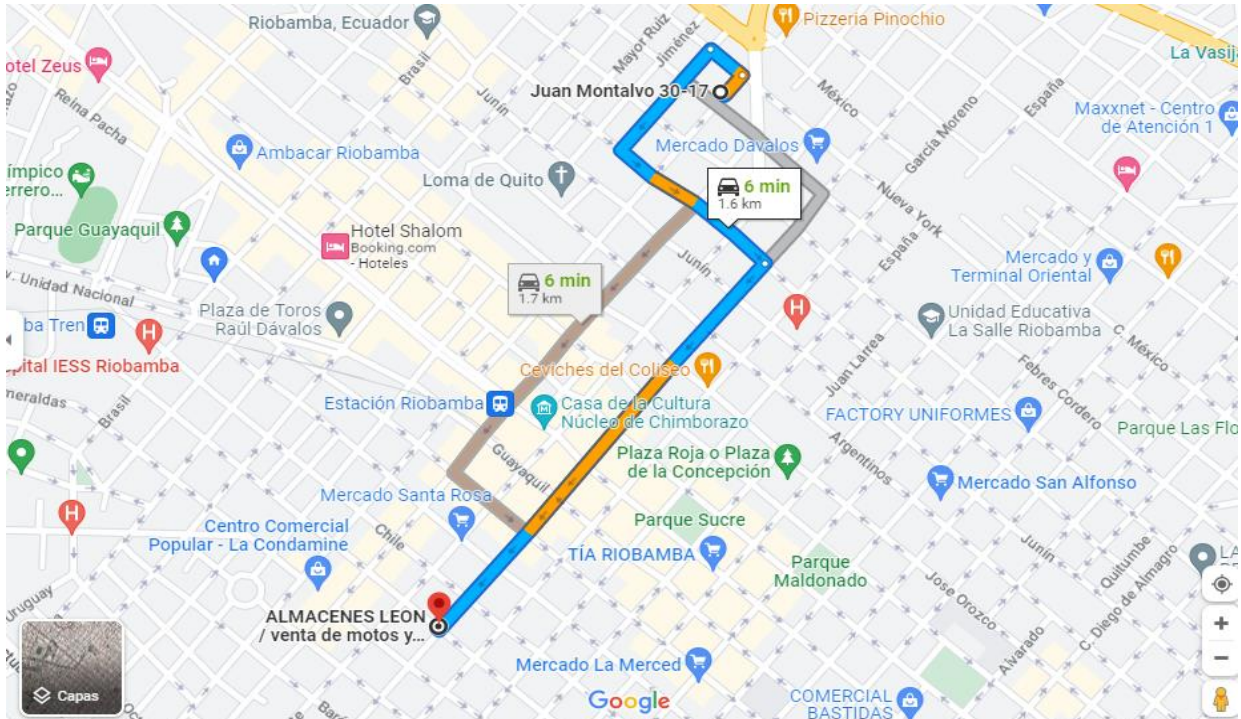 Riobamba, Ecuador
Mayor Ruiz
Jiménez
Pizzeria Pinochio
La Vasij
otel Zeus
Brasil
Reina Pacha
Junín
Juan Montalvo 30-17
México
España
García Moreno
Maxxnet - Centro
de Atención 1
Ambacar Riobamba
Mercado Dávalos
Loma de Quito
6 min
1.6 km
Nueva York
ímpico
errero...
Parque Guayaquil
Hotel Shalom
Booking.com
- Hoteles
Junín
España
Mercado y
Terminal Oriental
6 min
1.7 km
v. Unidad Nacional
Plaza de Toros
Raúl Dávalos
Unidad Educativa
La Salle Riobamba
ba Tren
C. México
pital IESS Riobamba
Ceviches del Coliseo
Juan Larrea
Febres Cordero
meraldas
Brasil
Estación Riobamba
Casa de la Cultura
Núcleo de Chimborazo
FACTORY UNIFORMES
Parque Las Flo
Guayaquil
Plaza Roja o Plaza
de la Concepción
Argentinos
Mercado San Alfonso
Mercado Santa Rosa
Centro Comercial
Popular - La Condamine
Chile
Parque Sucre
TÍA RIOBAMBA
Junín
Quitumbe
C. Diego de Almagro
LA
Parque
Maldonado
Jose Orozco
Uruguay
ALMACENES LEON
/ venta de motos y...
Alvarado
Mercado La Merced
Capas
Google
COMERCIAL
BASTIDAS